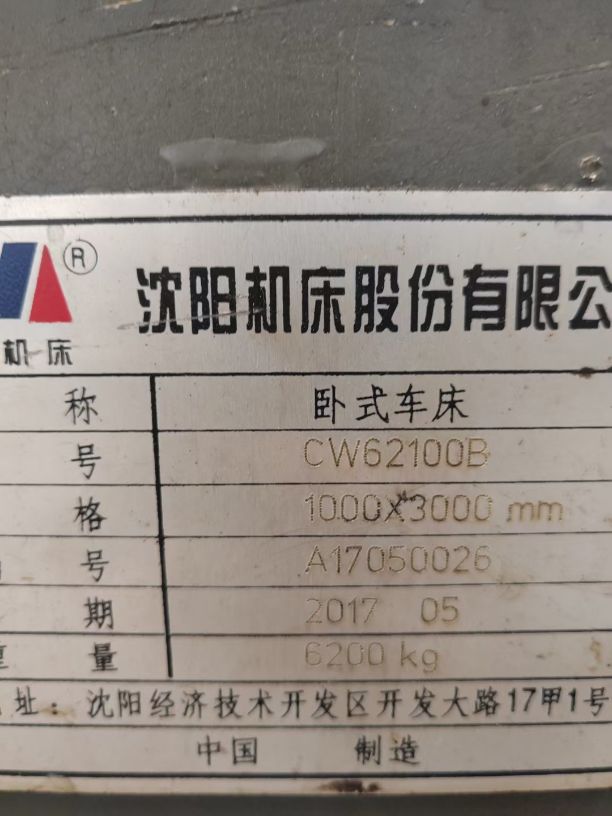 ®
沈阳机床股份有限公
机床
称 卧式车床
号 CW62100B
格 1000X3000 mm
号 A17050026
期 2017 05
量 6200 kg
址：沈阳经济技术开发区开发大路17甲1号
中国 制造